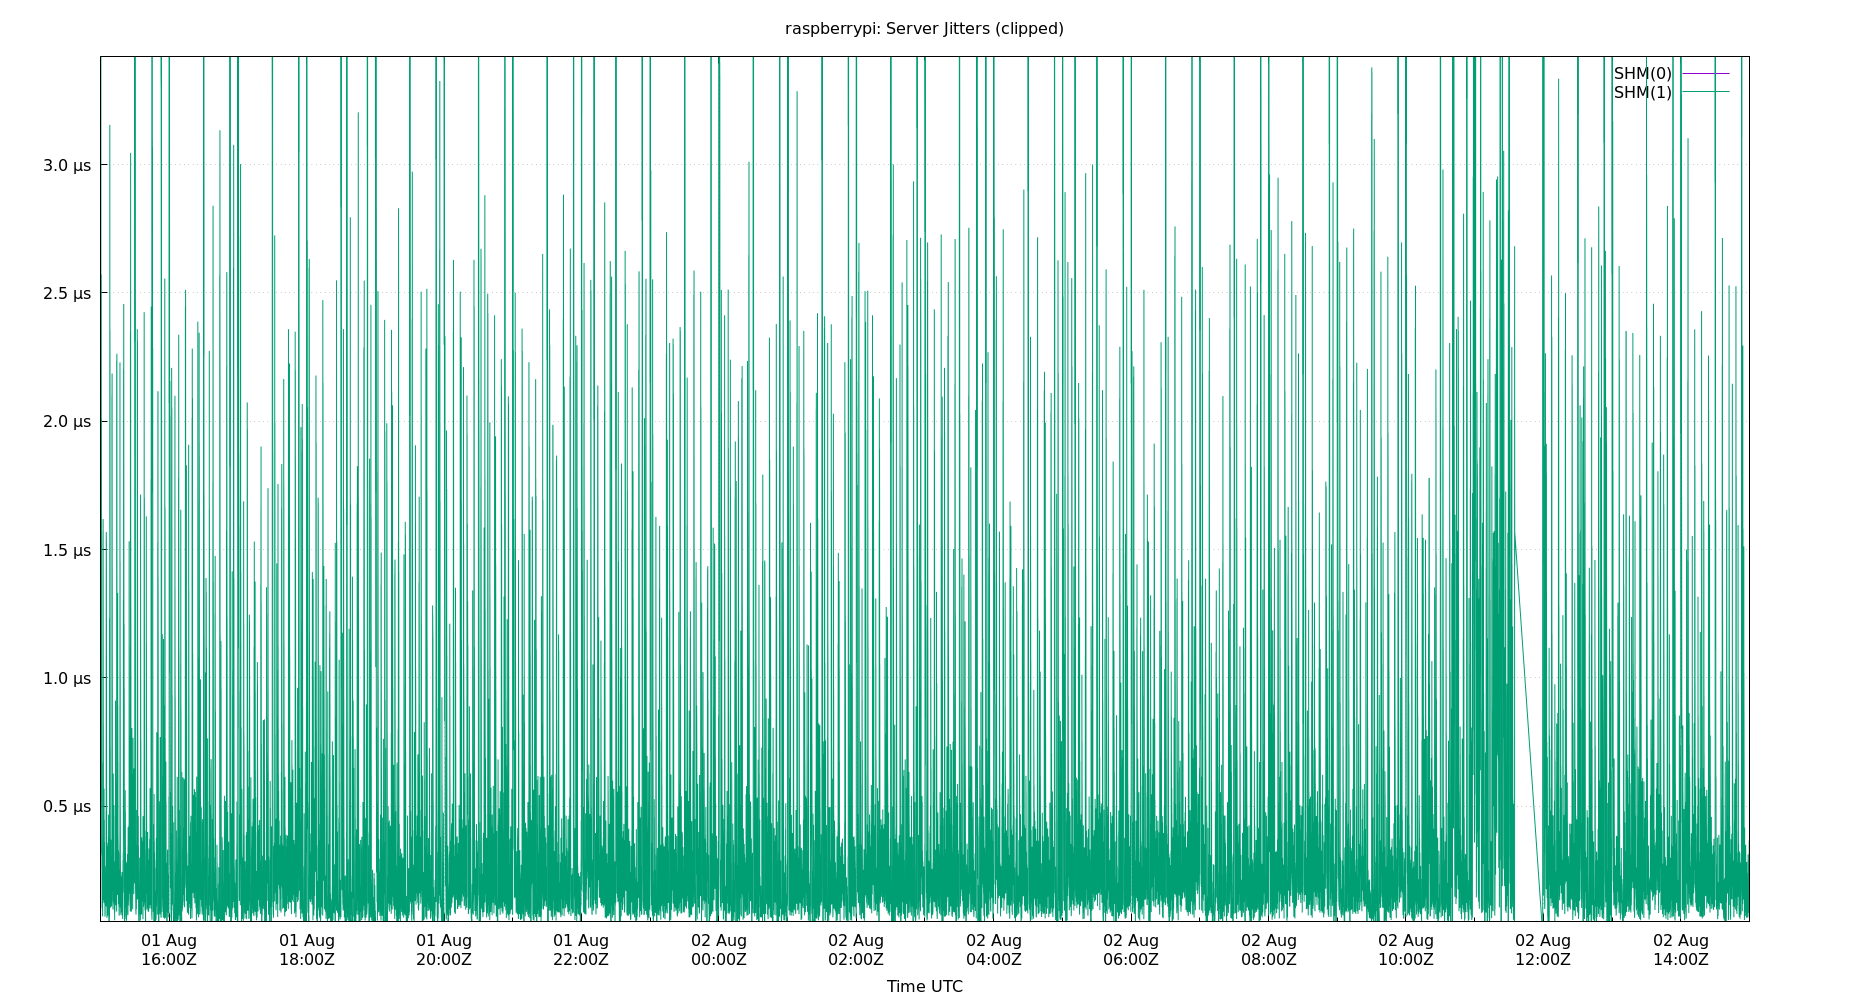 raspberrypi: Server Jitters (clipped)
SHM(0)
SHM(1)
3.0 μs
2.5 μs
2.0 μs
1.5 μs
1.0 μs
0.5 μs
01 Aug 01 Aug 01 Aug 01 Aug 02 Aug 02 Aug 02 Aug 02 Aug 02 Aug 02 Aug 02 Aug 02 Aug
16:00Z 18:00Z 20:00Z 22:00Z 00:00Z 02:00Z 04:00Z 06:00Z 08:00Z 10:00Z 12:00Z 14:00Z
Time UTC